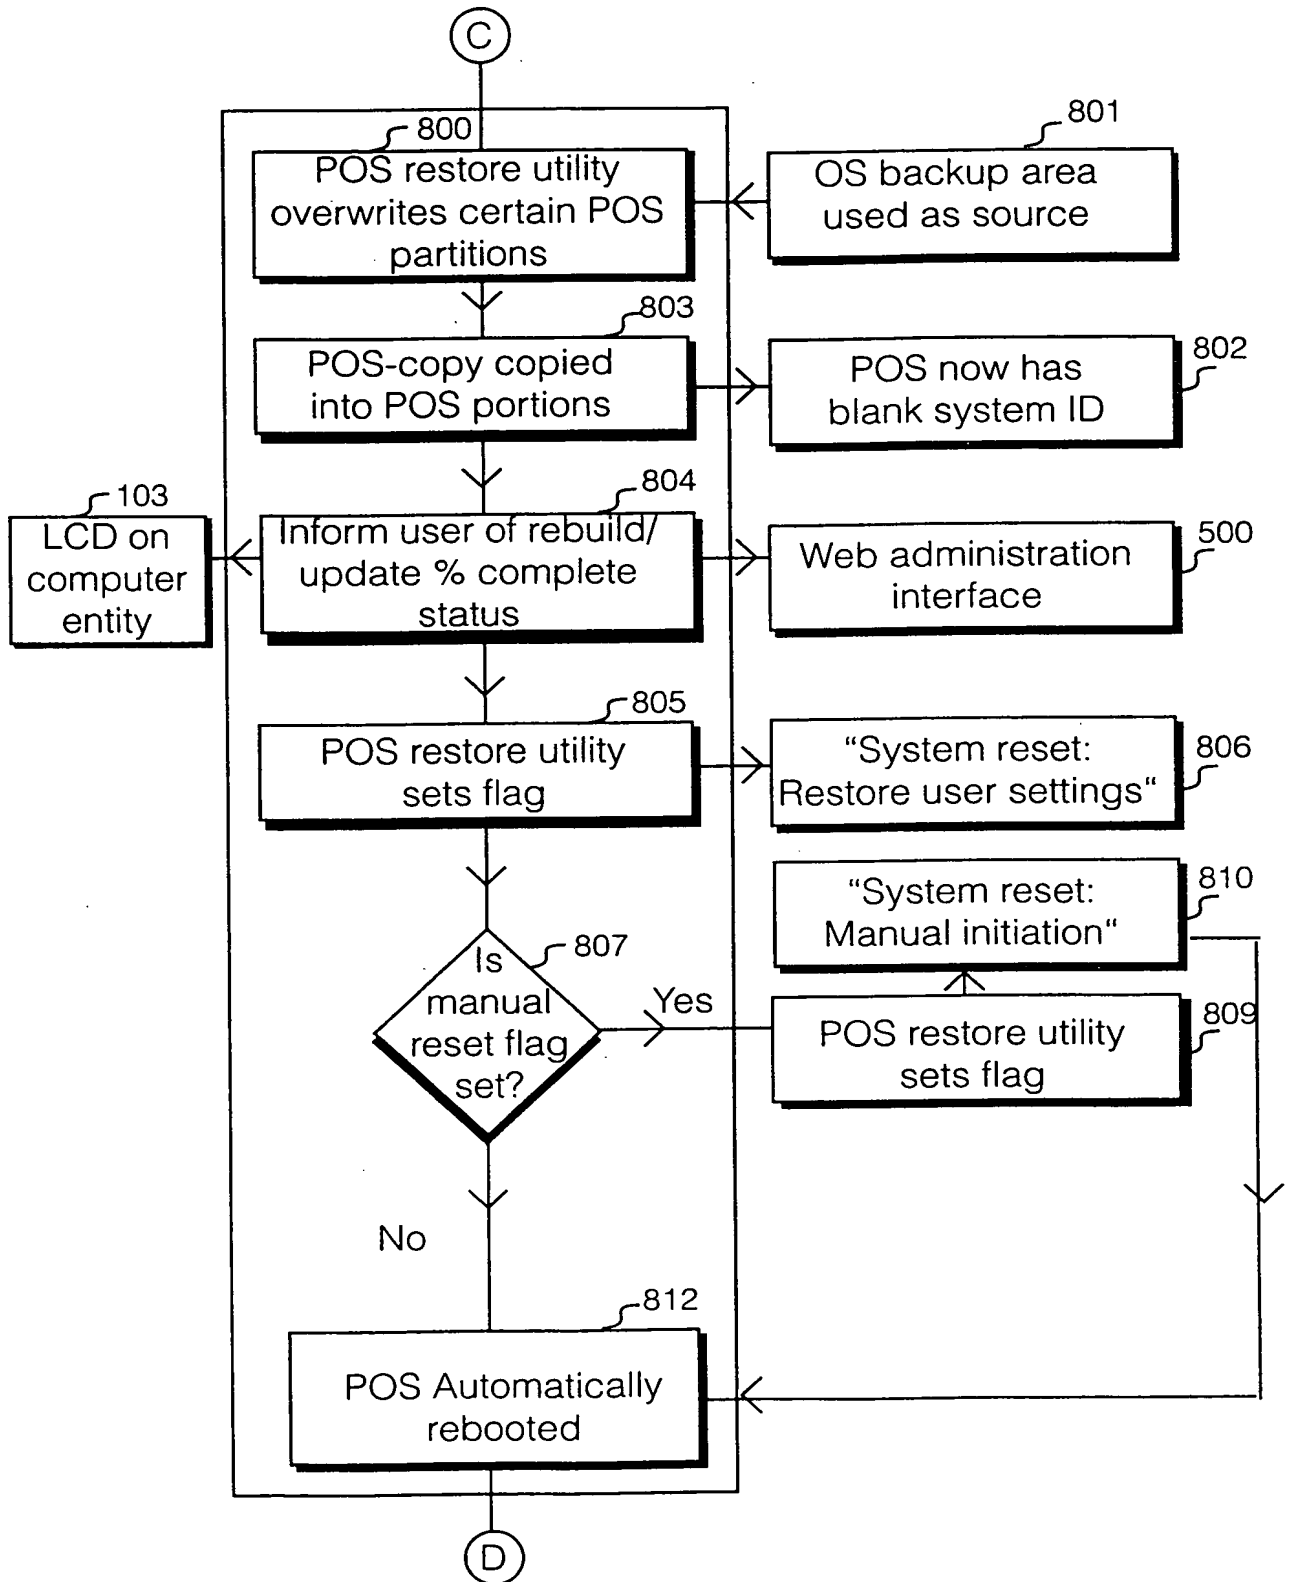 C
800
POS restore utility
overwrites certain POS
partitions
801
OS backup area
used as source
803
POS-copy copied
into POS portions
802
POS now has
blank system ID
103
LCD on
computer
entity
804
Inform user of rebuild/
update % complete
status
500
Web administration
interface
805
POS restore utility
sets flag
806
“System reset:
Restore user settings“
810
“System reset:
Manual initiation“
807
Is
manual
reset flag
set?
Yes
809
POS restore utility
sets flag
No
812
POS Automatically
rebooted
D